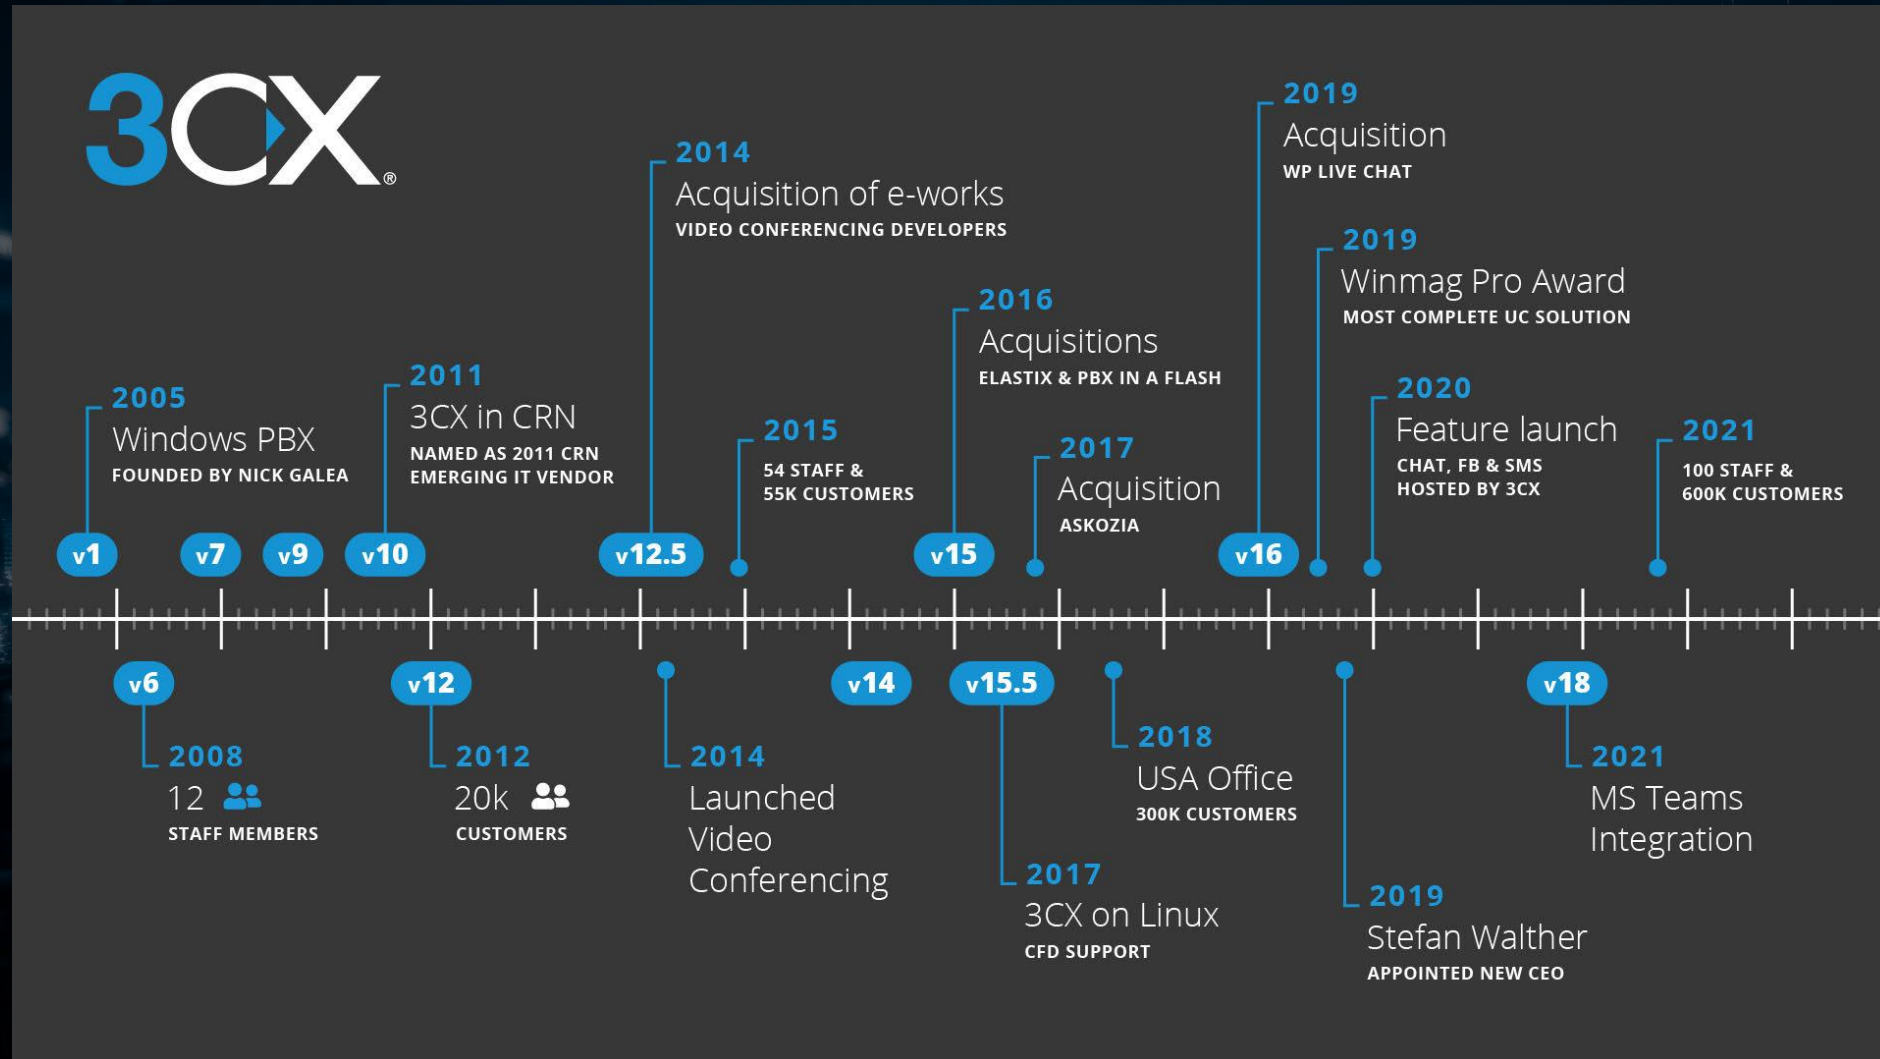 3CX®
2005
Windows PBX
FOUNDED BY NICK GALEA
2011
3CX in CRN
NAMED AS 2011 CRN
EMERGING IT VENDOR
2014
Acquisition of e-works
VIDEO CONFERENCING DEVELOPERS
2015
54 STAFF &
55K CUSTOMERS
2016
Acquisitions
ELASTIX & PBX IN A FLASH
2017
Acquisition
ASKOZIA
2019
Acquisition
WP LIVE CHAT
2019
Winmag Pro Award
MOST COMPLETE UC SOLUTION
2020
Feature launch
CHAT, FB & SMS
HOSTED BY 3CX
2021
100 STAFF &
600K CUSTOMERS
v1
v7
v9
v10
v12.5
v15
v16
v6
v12
v14
v15.5
v18
2008
12
STAFF MEMBERS
2012
20k
CUSTOMERS
2014
Launched
Video
Conferencing
2017
3CX on Linux
CFD SUPPORT
2018
USA Office
300K CUSTOMERS
2019
Stefan Walther
APPOINTED NEW CEO
2021
MS Teams
Integration